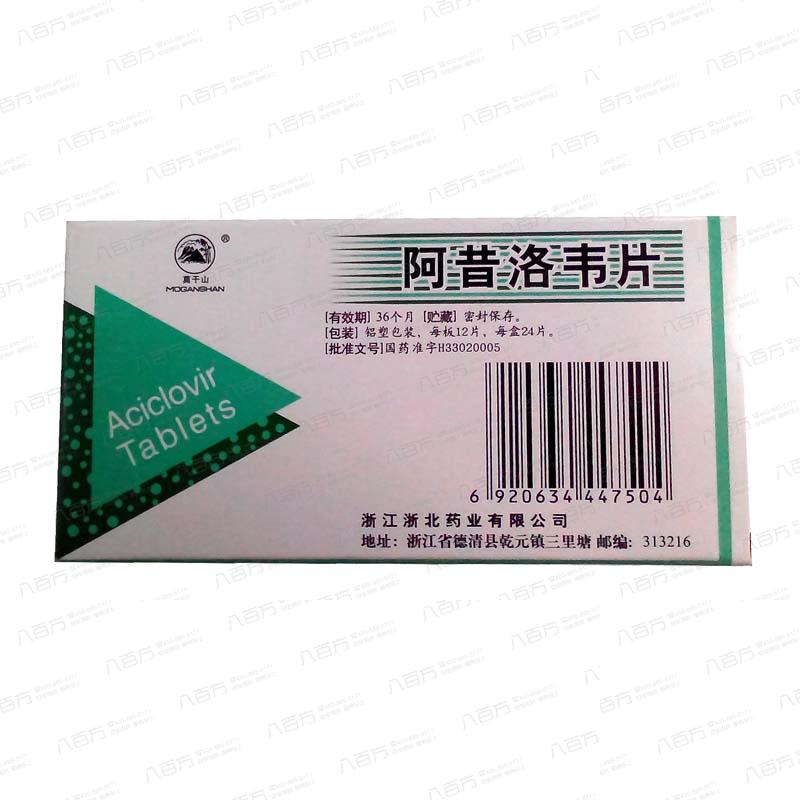 莫干山
MOGANSHAN
®
阿昔洛韦片
[有效期] 36个月 [贮藏] 密封保存。
[包装] 铝塑包装，每板12片，每盒24片。
[批准文号]国药准字H33020005
Aciclovir
Tablets
6 920634 447504
浙江浙北药业有限公司
地址：浙江省德清县乾元镇三里塘 邮编：313216
八百方